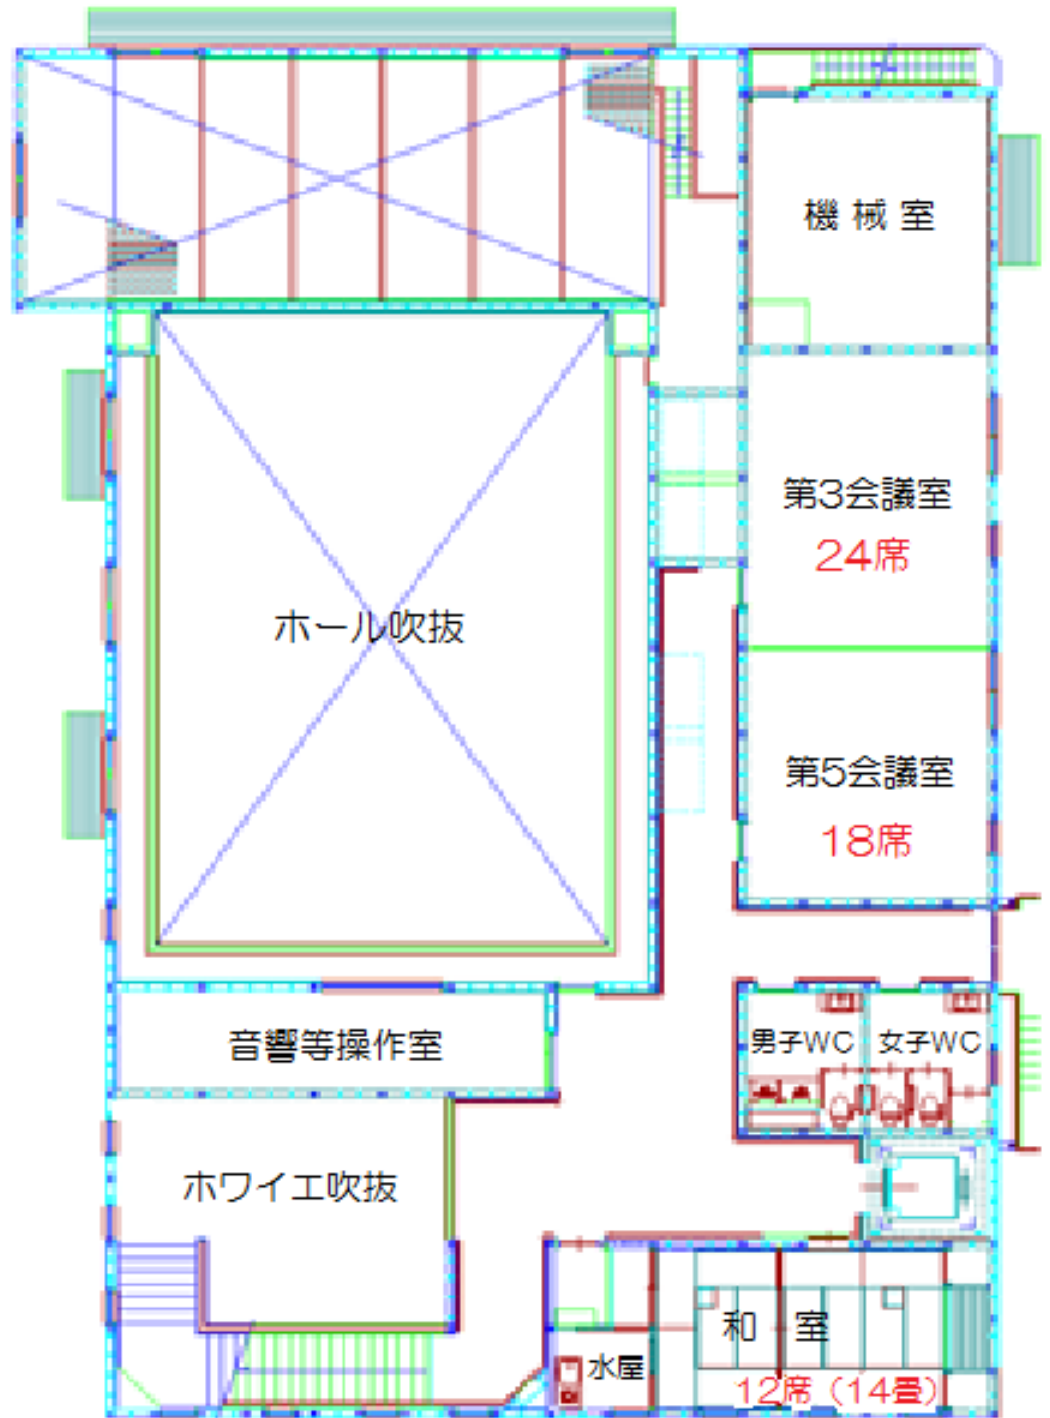 機械室
第3会議室
24席
ホール吹抜
第5会議室
18席
音響等操作室
男子WC
女子WC
ホワイエ吹抜
和室
水屋
12席（14畳）